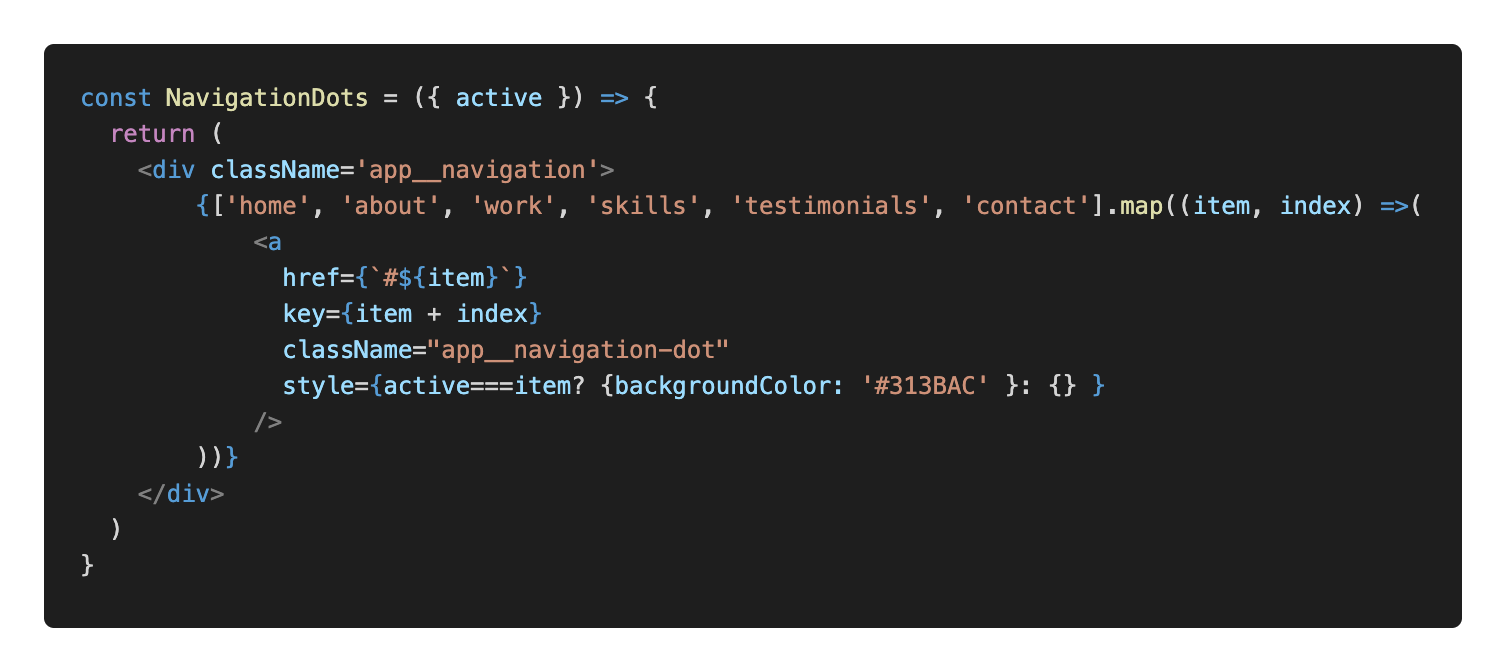 const NavigationDots = ({ active }) => {
  return (
    <div className='app__navigation'>
        {['home', 'about', 'work', 'skills', 'testimonials', 'contact'].map((item, index) =>(
            <a
              href={`#${item}`}
              key={item + index}
              className="app__navigation-dot"
              style={active===item? {backgroundColor: '#313BAC' }: {} }
            />
        ))}
    </div>
  )
}